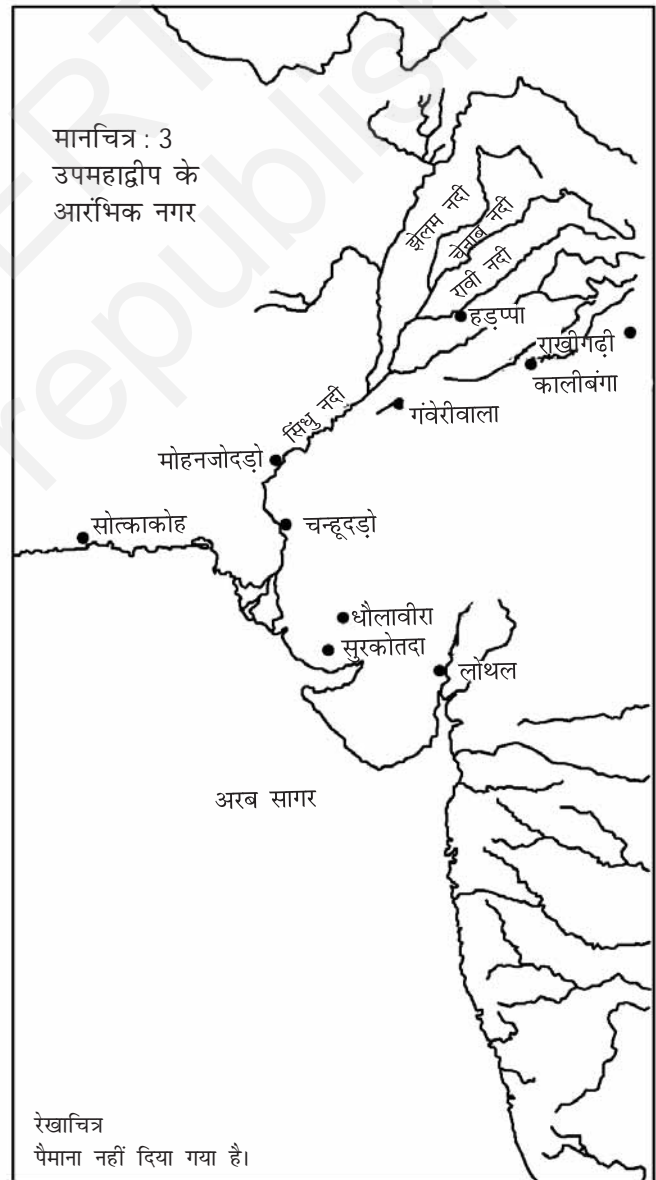 मानचित्र : 3
उपमहाद्वीप के
आरंभिक नगर
झेलम नदी
चेनाब नदी
रावी नदी
हड़प्पा
राखीगढ़ी
कालीबंगा
गंवेरीवाला
सिंधु नदी
मोहनजोदड़ो
सोत्काकोह
चन्हूदड़ो
धौलावीरा
सुरकोतदा
लोथल
अरब सागर
रेखाचित्र
पैमाना नहीं दिया गया है।
republish